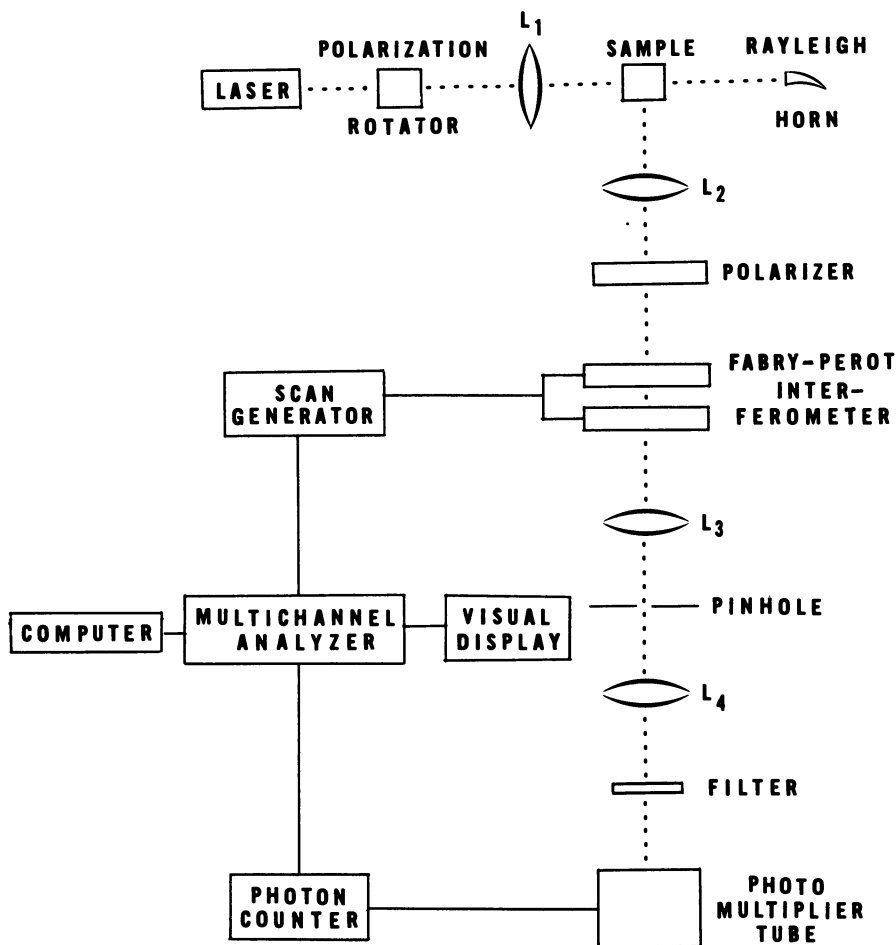 L1
POLARIZATION
SAMPLE
RAYLEIGH
LASER
ROTATOR
HORN
L2
POLARIZER
FABRY-PEROT
INTER-
FEROMETER
SCAN
GENERATOR
L3
PINHOLE
COMPUTER
MULTICHANNEL
ANALYZER
VISUAL
DISPLAY
L4
FILTER
PHOTON
COUNTER
PHOTO
MULTIPLIER
TUBE